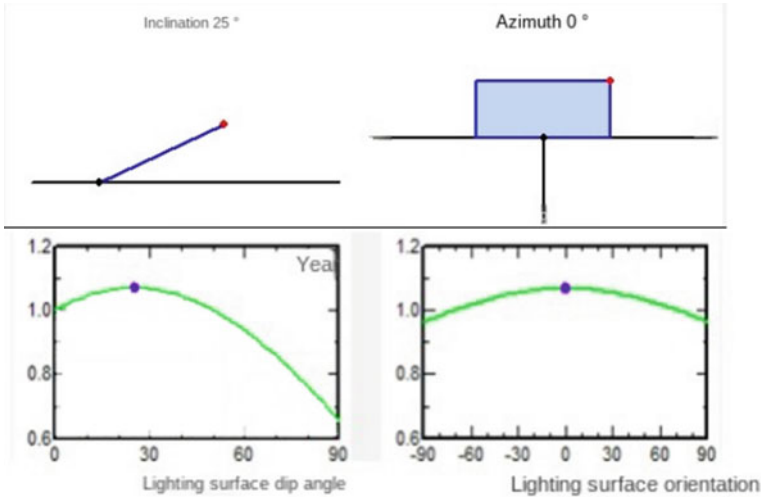 Inclination 25 °
Azimuth 0 °
1.2
1.0
0.8
0.6
Year
0 30 60 90
Lighting surface dip angle
1.2
1.0
0.8
0.6
-90 -60 -30 0 30 60 90
Lighting surface orientation